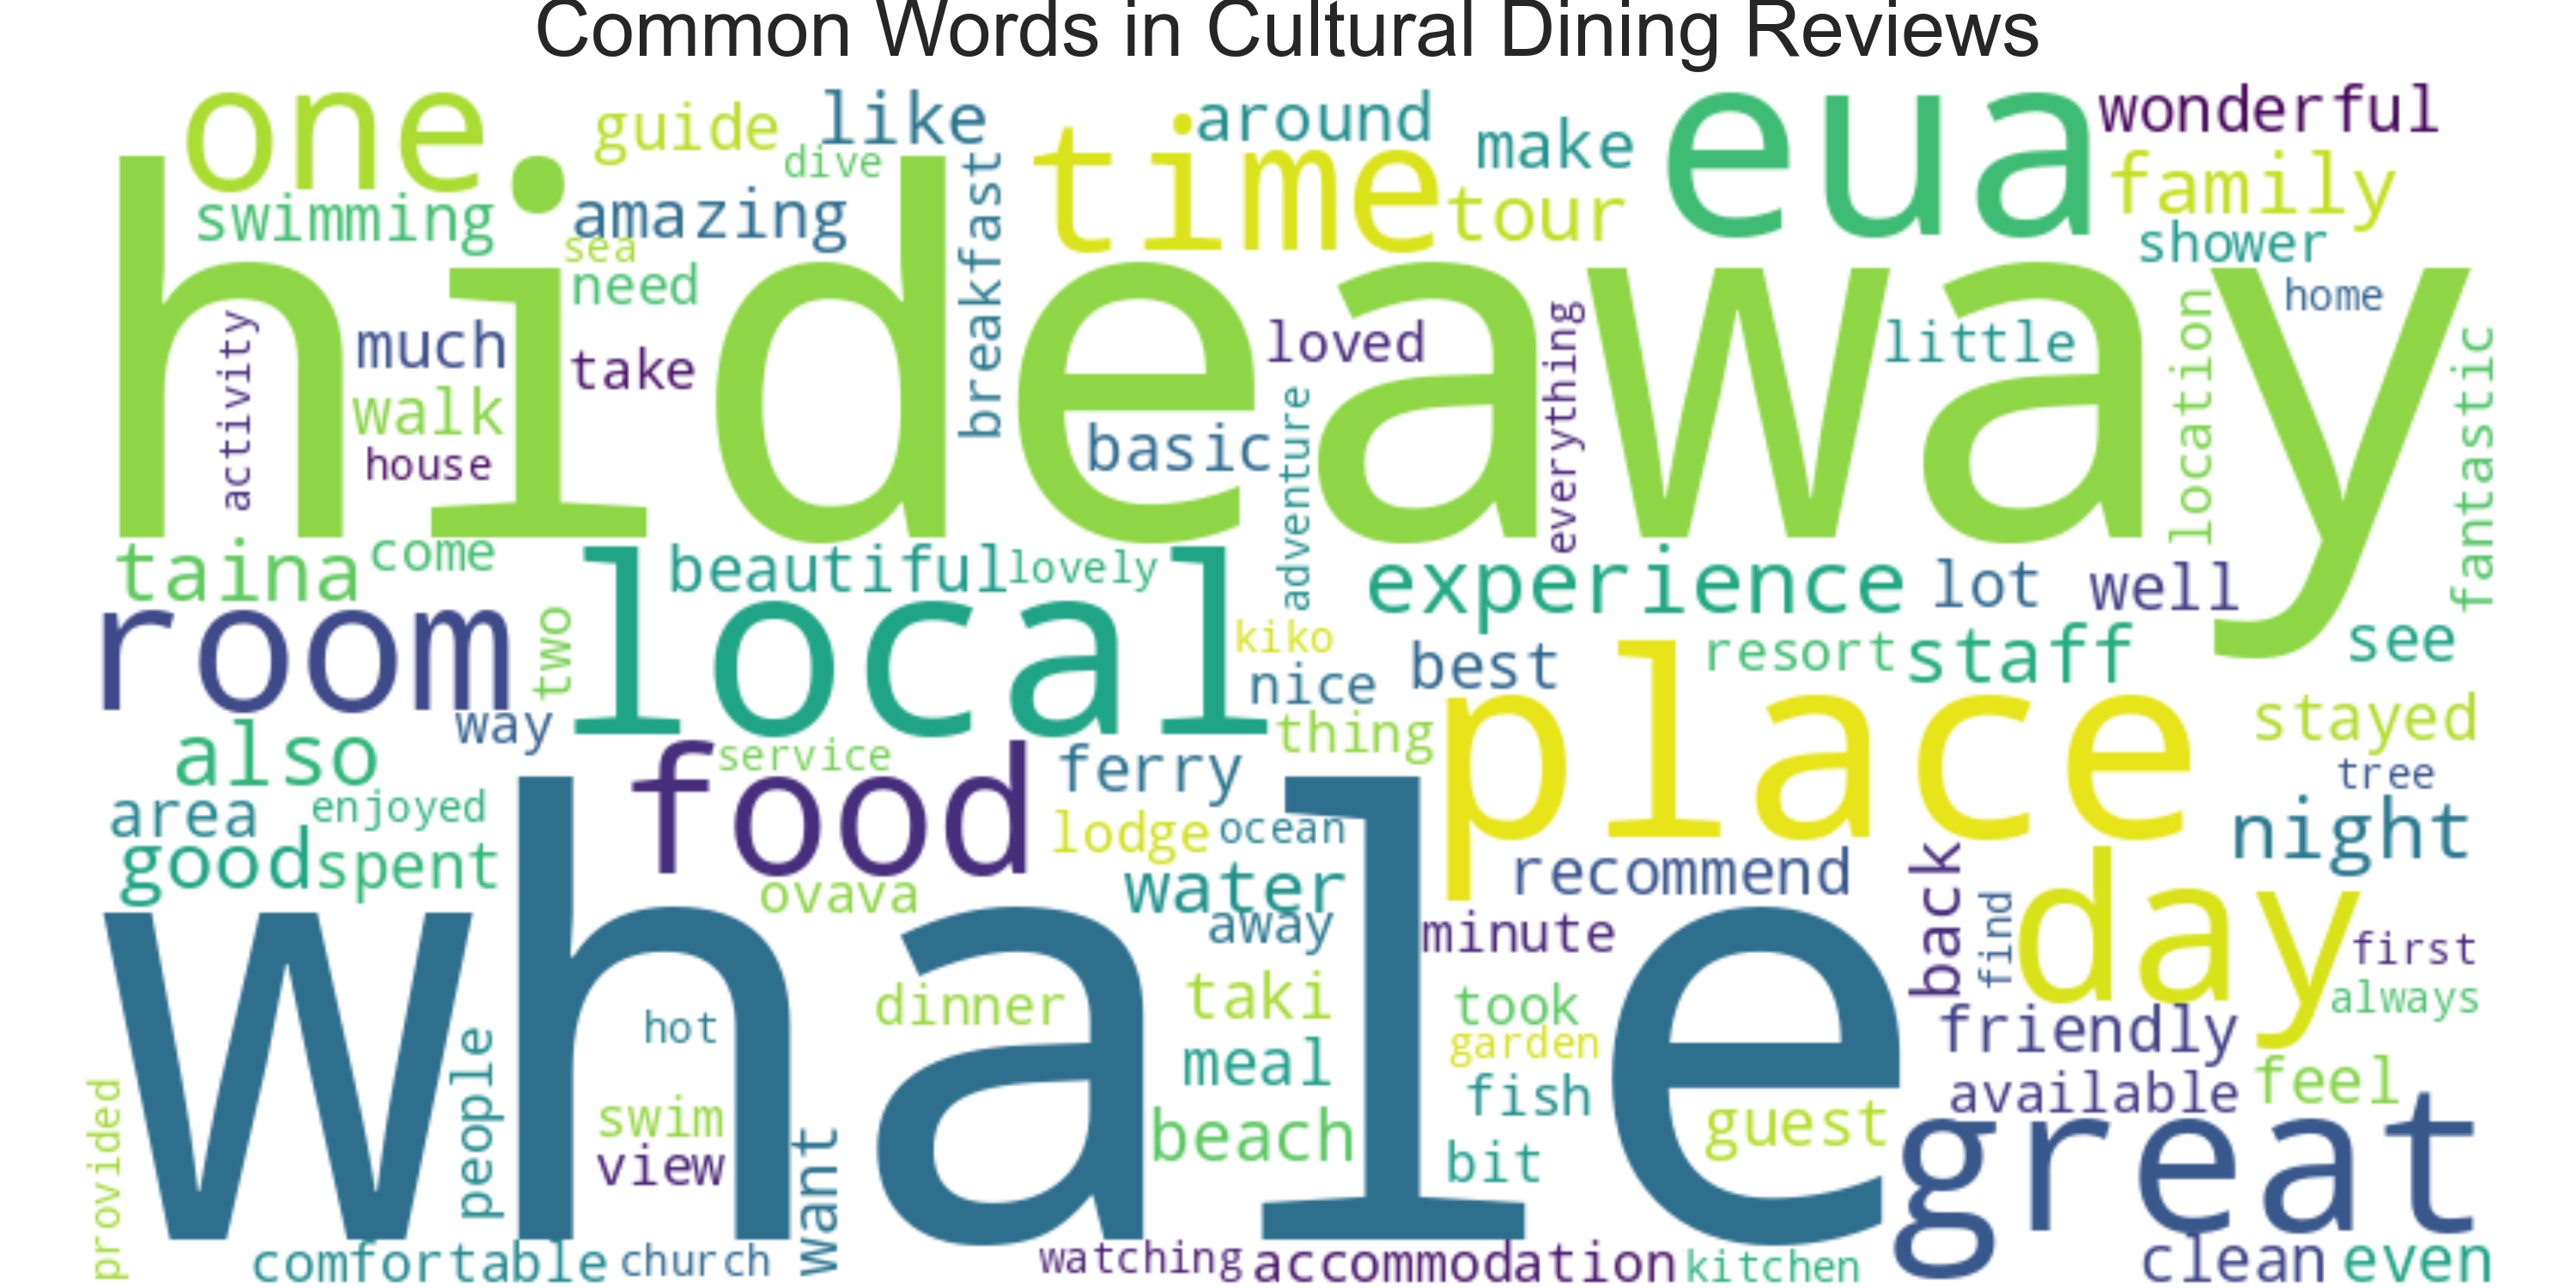 Common Words in Cultural Dining Reviews
one
guide
like
dive
swimming
amazing
sea
need
breakfast
time
around
make
tour
eua
wonderful
family
shower
home
hideaway
activity
much
take
walk
house
loved
basic
adventure
everything
little
location
fantastic
taina
come
beautiful
lovely
experience
lot
well
room
two
local
kiko
nice
best
resort
staff
see
way
thing
place
stayed
also
service
food
ferry
tree
area
enjoyed
lodge
ocean
night
good
spent
ovava
water
away
recommend
minute
back
find
day
first
always
whale
hot
people
dinner
taki
took
garden
friendly
meal
fish
available
feel
provided
swim
view
want
beach
bit
guest
great
comfortable
church
watching
accommodation
kitchen
clean
even